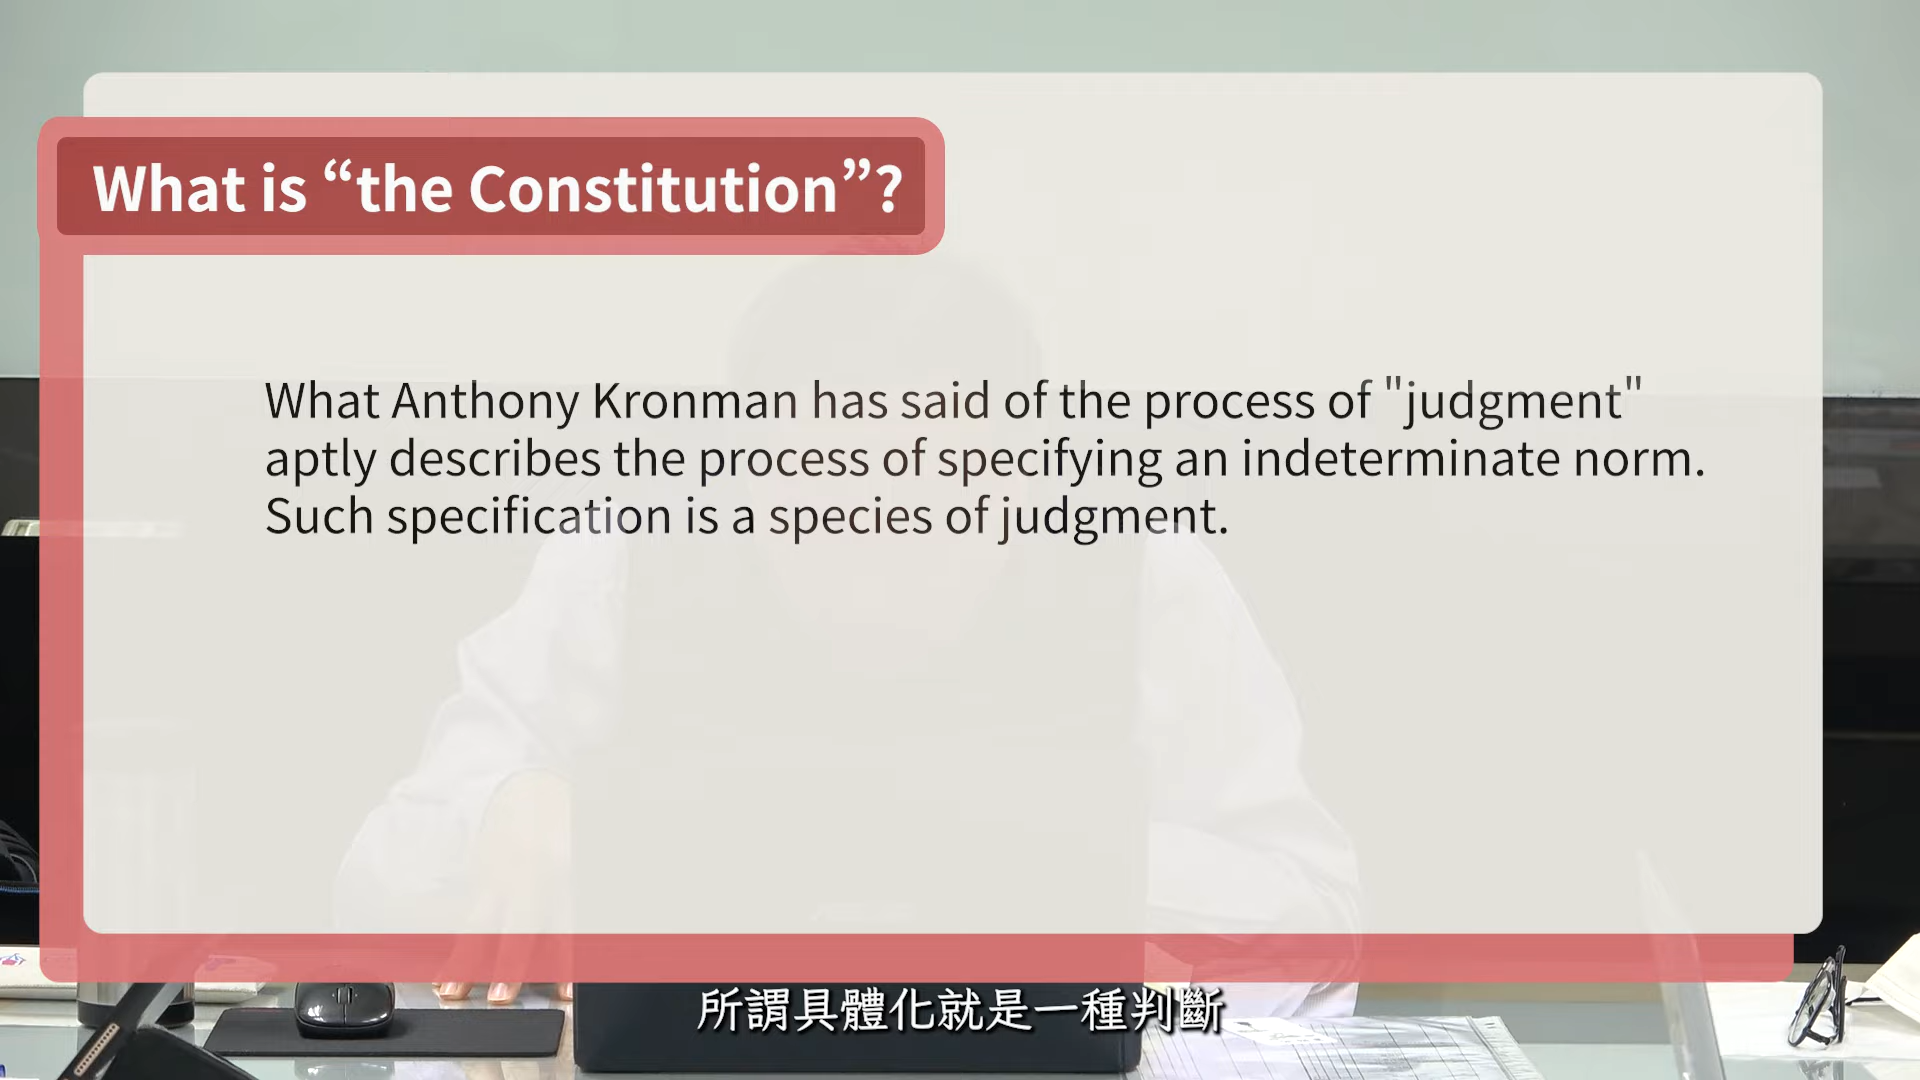 What is “the Constitution”?
What Anthony Kronman has said of the process of "judgment"
aptly describes the process of specifying an indeterminate norm.
Such specification is a species of judgment.
所謂具體化就是一種判斷